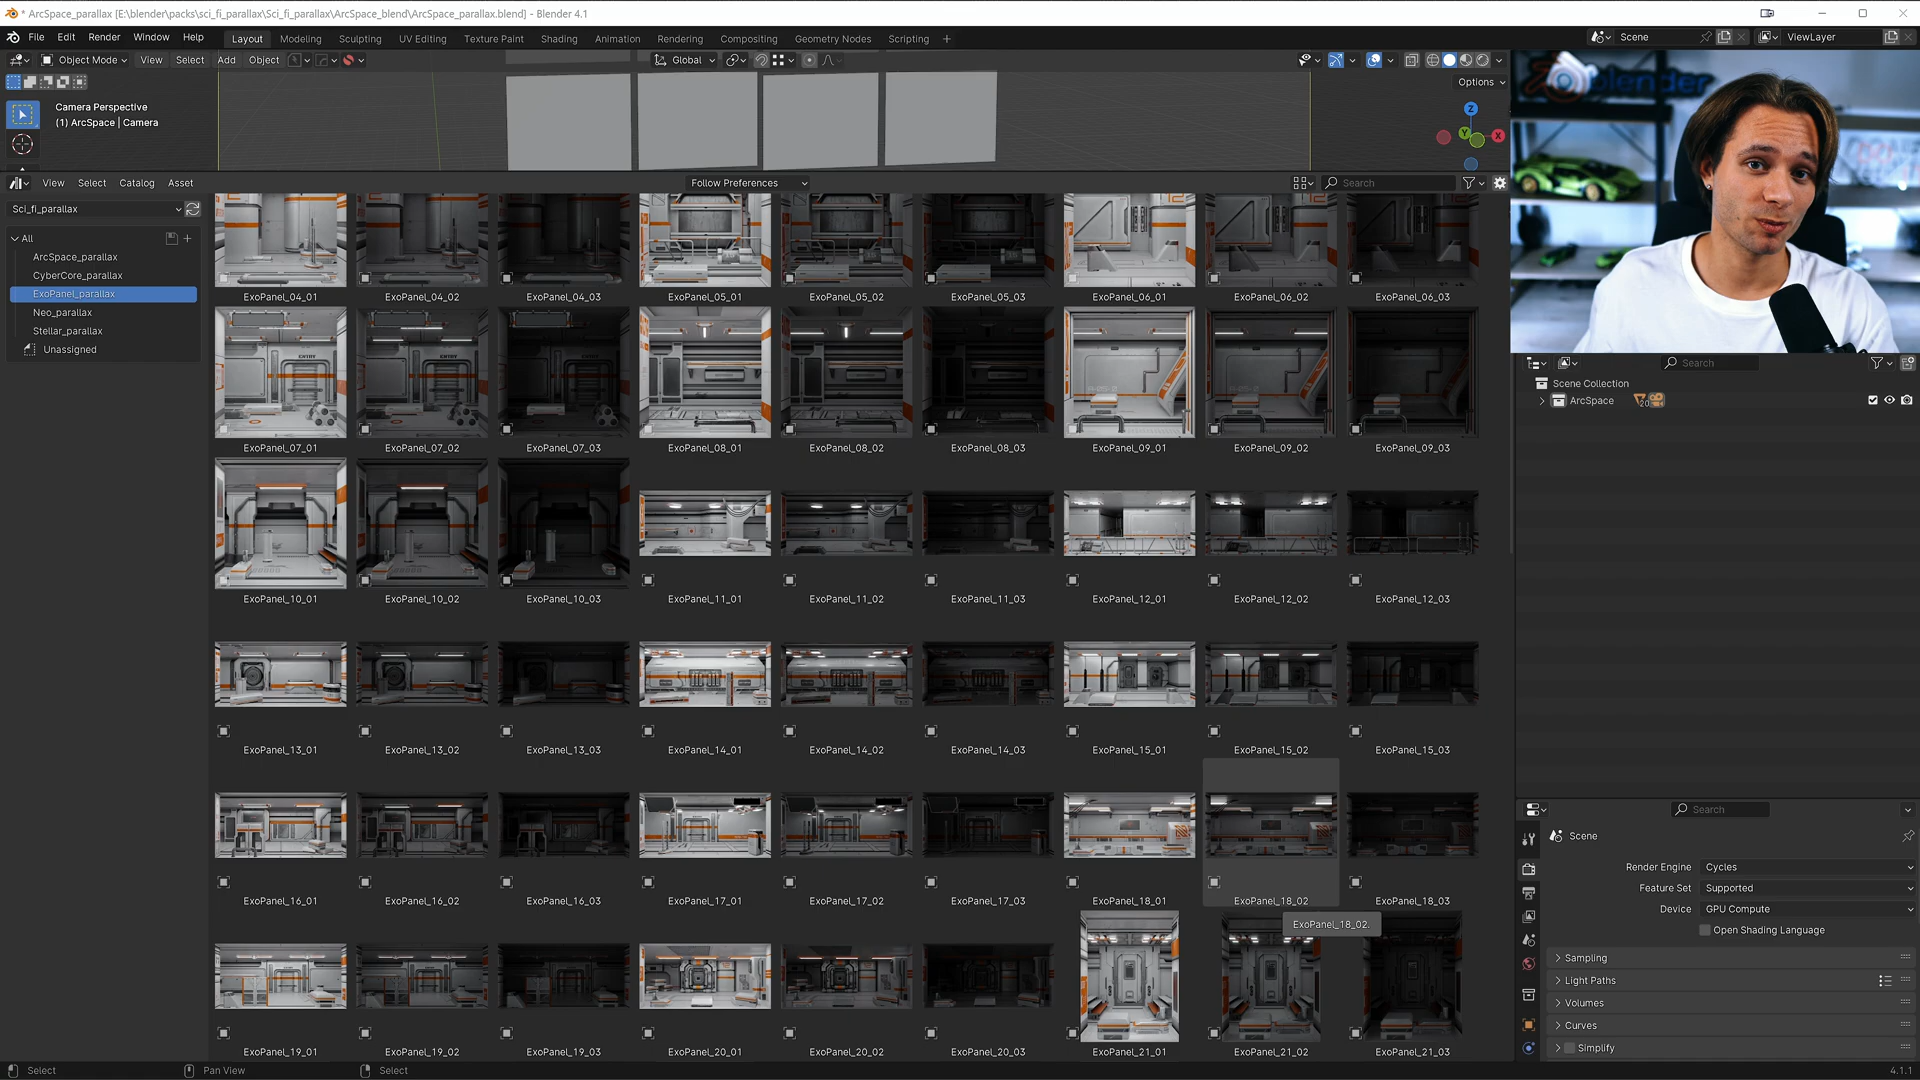 * ArcSpace_parallax [E:\blender\packs\sci_fi_parallax\Sci_fi_parallax\ArcSpace_blend\ArcSpace_parallax.blend] - Blender 4.1
File Edit Render Window Help
Layout Modeling Sculpting UV Editing Texture Paint Shading Animation Rendering Compositing Geometry Nodes Scripting +
Scene
ViewLayer
Object Mode View Select Add Object
Global
Options
Camera Perspective
(1) ArcSpace | Camera
Z
Y
X
blender
View Select Catalog Asset
Follow Preferences
Search
Sci_fi_parallax
All
ArcSpace_parallax
CyberCore_parallax
ExoPanel_parallax
Neo_parallax
Stellar_parallax
Unassigned
ExoPanel_04_01 ExoPanel_04_02 ExoPanel_04_03 ExoPanel_05_01 ExoPanel_05_02 ExoPanel_05_03 ExoPanel_06_01 ExoPanel_06_02 ExoPanel_06_03
ENTRY ENTRY
ExoPanel_07_01 ExoPanel_07_02 ExoPanel_07_03 ExoPanel_08_01 ExoPanel_08_02 ExoPanel_08_03 ExoPanel_09_01 ExoPanel_09_02 ExoPanel_09_03
ExoPanel_10_01 ExoPanel_10_02 ExoPanel_10_03 ExoPanel_11_01 ExoPanel_11_02 ExoPanel_11_03 ExoPanel_12_01 ExoPanel_12_02 ExoPanel_12_03
ExoPanel_13_01 ExoPanel_13_02 ExoPanel_13_03 ExoPanel_14_01 ExoPanel_14_02 ExoPanel_14_03 ExoPanel_15_01 ExoPanel_15_02 ExoPanel_15_03
ExoPanel_16_01 ExoPanel_16_02 ExoPanel_16_03 ExoPanel_17_01 ExoPanel_17_02 ExoPanel_17_03 ExoPanel_18_01 ExoPanel_18_02 ExoPanel_18_03
ExoPanel_18_02.
ExoPanel_19_01 ExoPanel_19_02 ExoPanel_19_03 ExoPanel_20_01 ExoPanel_20_02 ExoPanel_20_03 ExoPanel_21_01 ExoPanel_21_02 ExoPanel_21_03
Search
Scene Collection
ArcSpace 20
Search
Scene
Render Engine Cycles
Feature Set Supported
Device GPU Compute
Open Shading Language
Sampling
Light Paths
Volumes
Curves
Simplify
Select Pan View Select
4.1.1